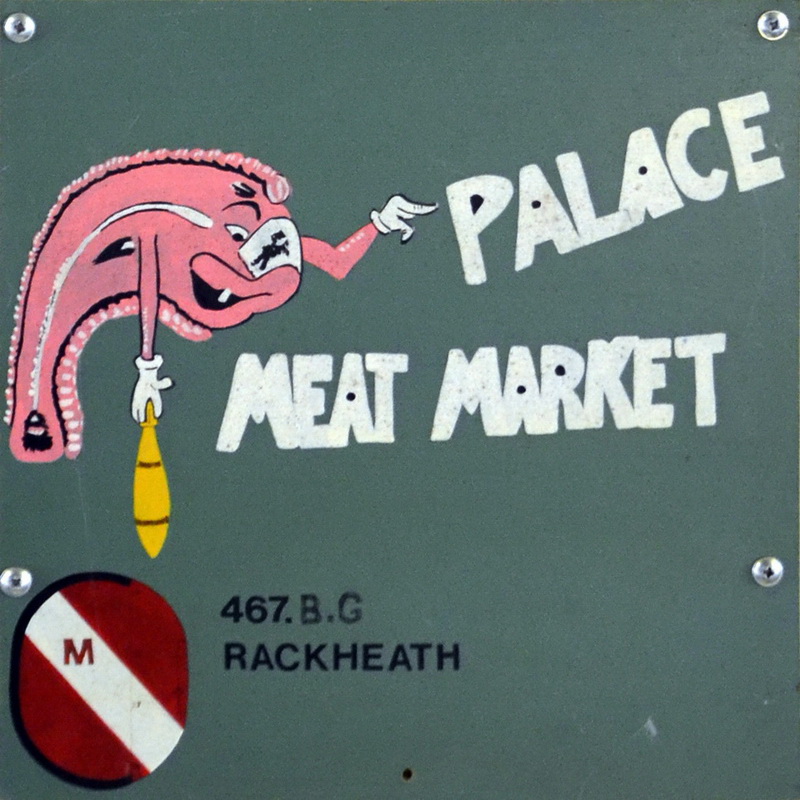 PALACE
MEAT MARKET
M
467.B.G
RACKHEATH